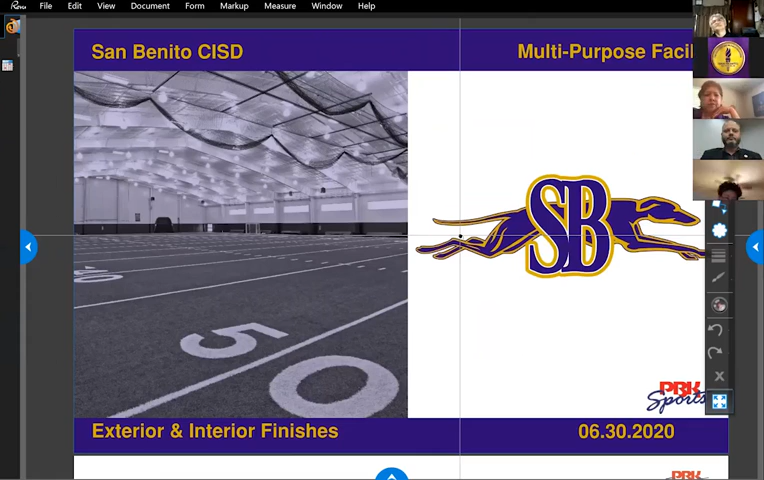 File Edit View Document Form Markup Measure Window Help
San Benito CISD
Multi-Purpose Facil
50
SB
PBK
Sports
Exterior & Interior Finishes
06.30.2020